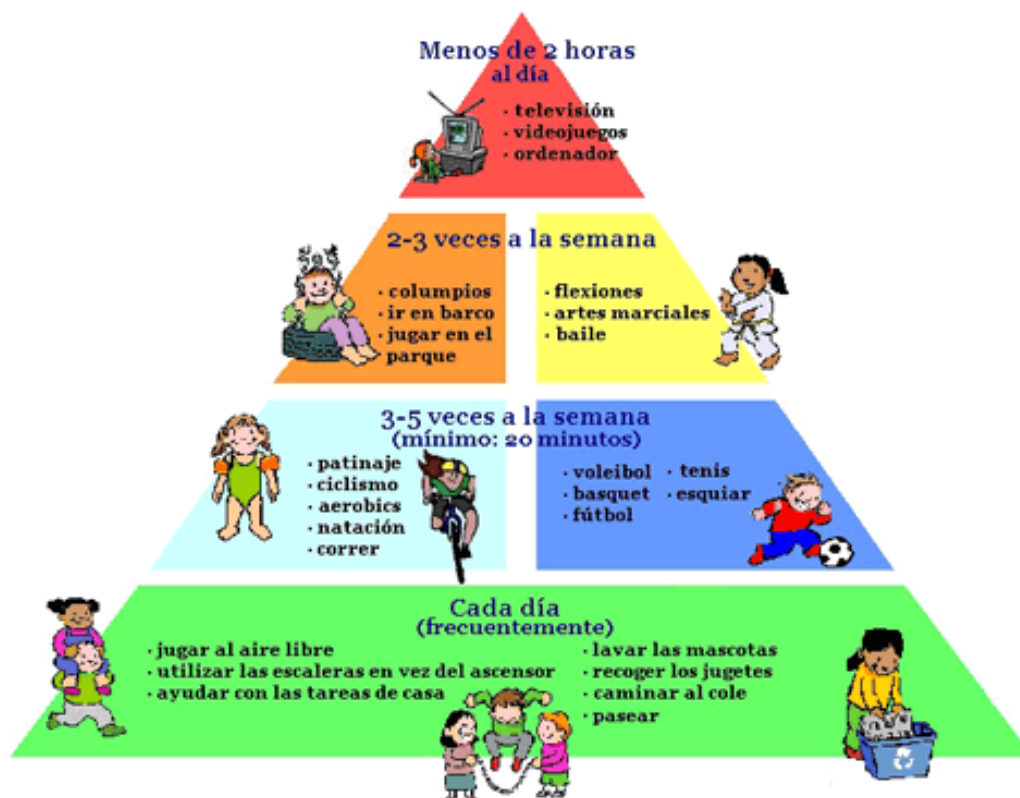 Menos de 2 horas
al día
· televisión
· videojuegos
· ordenador
2-3 veces a la semana
· columpios
· ir en barco
· jugar en el
· parque
· flexiones
· artes marciales
· baile
3-5 veces a la semana
(mínimo: 20 minutos)
· patinaje
· ciclismo
· aerobics
· natación
· correr
· voleibol
· basquet
· fútbol
· tenis
· esquiar
Cada día
(frecuentemente)
· jugar al aire libre
· utilizar las escaleras en vez del ascensor
· ayudar con las tareas de casa
· lavar las mascotas
· recoger los jugetes
· caminar al cole
· pasear